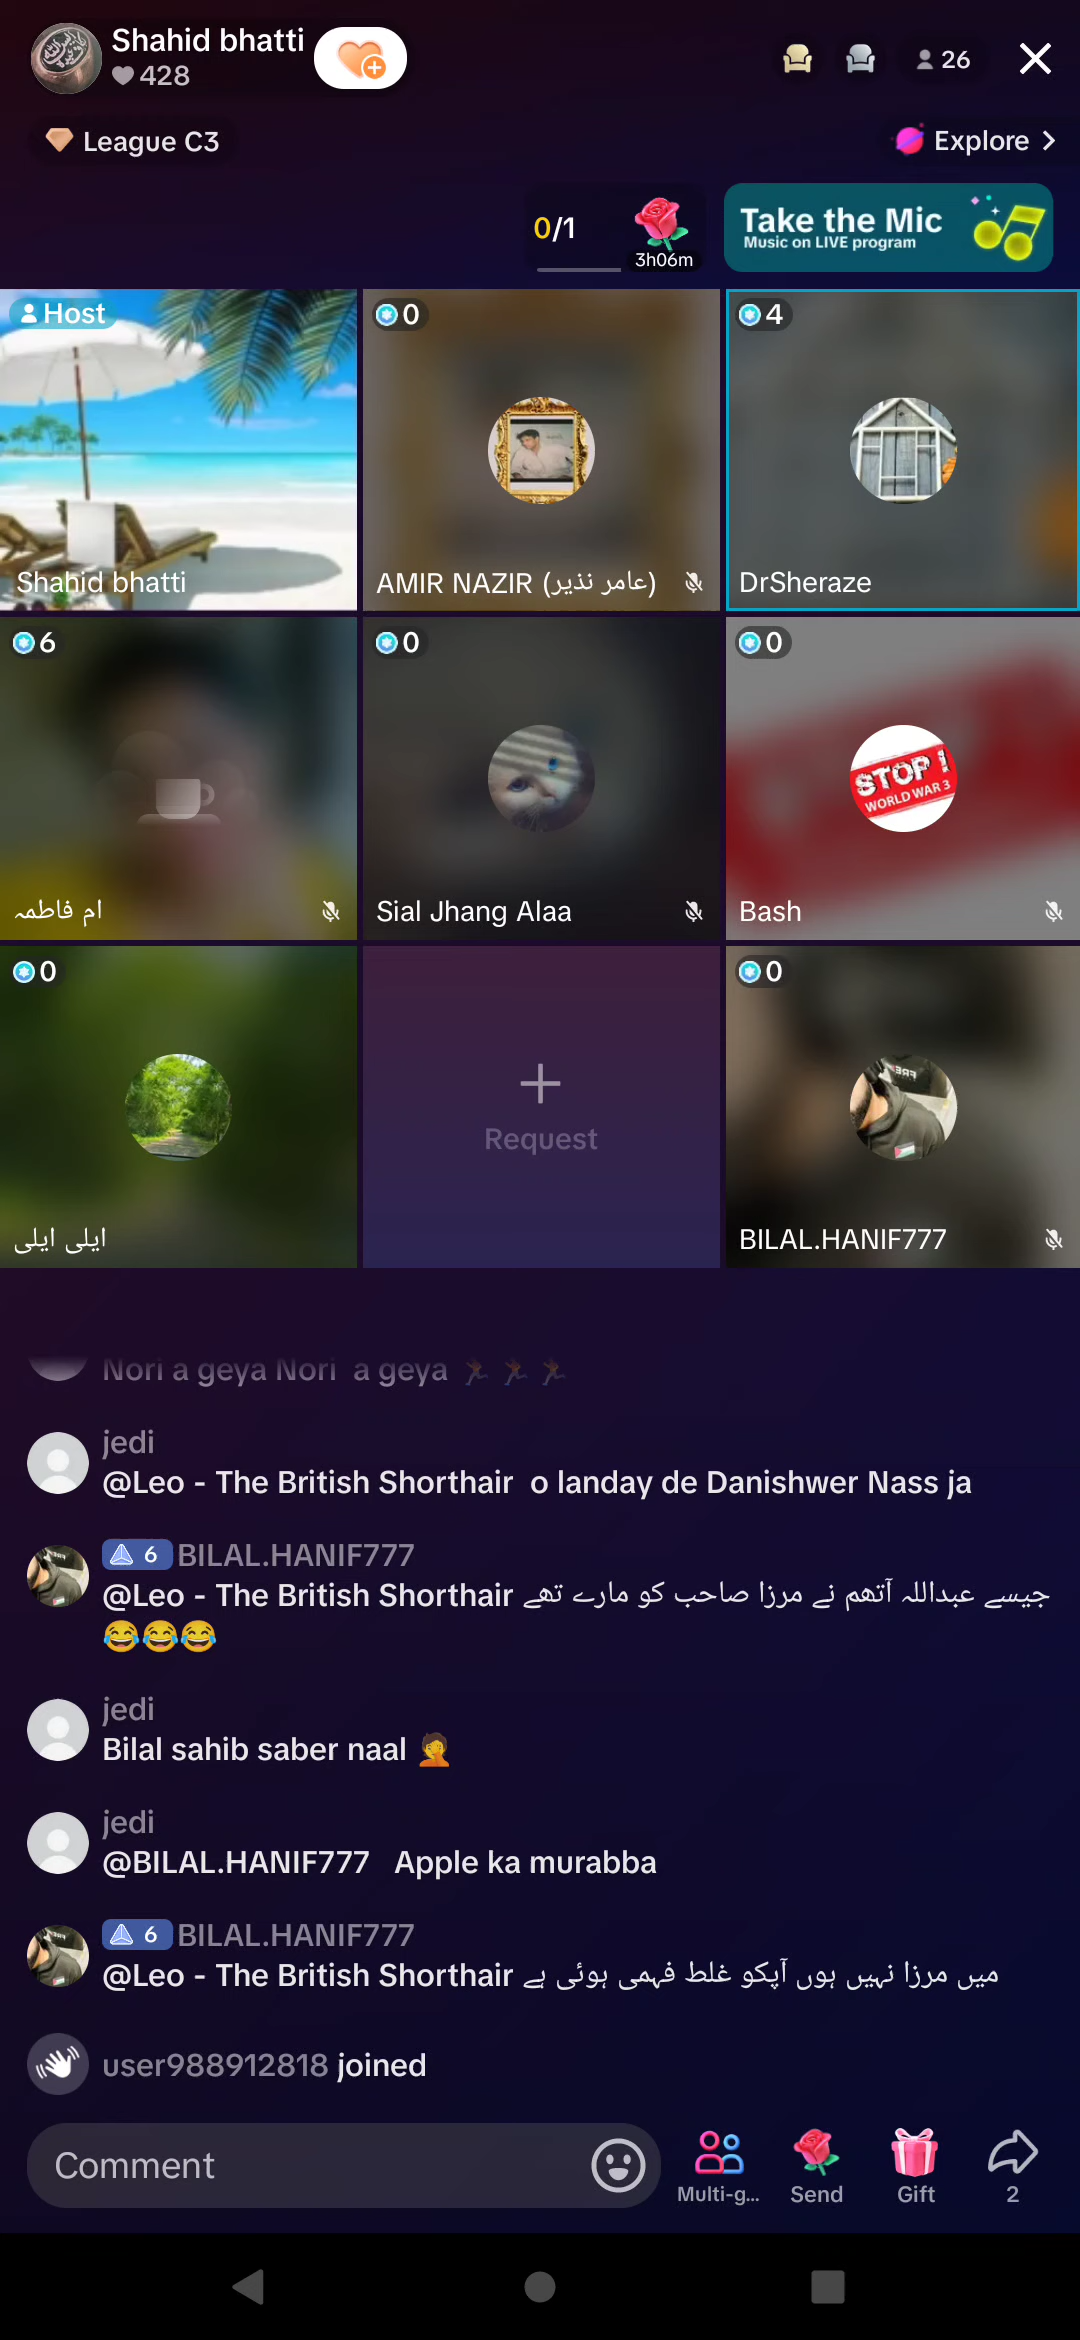 Shahid bhatti
428
26
League C3
Explore
0/1
3h06m
Take the Mic
Music on LIVE program
Host
0
4
Shahid bhatti
AMIR NAZIR (عامر نذیر)
DrSheraze
6
0
0
STOP !
WORLD WAR 3
ام فاطمہ
Sial Jhang Alaa
Bash
0
0
Request
ایلی ایلی
BILAL.HANIF777
Nori a geya Nori a geya 🏃🏃🏃
jedi
@Leo - The British Shorthair o landay de Danishwer Nass ja
6 BILAL.HANIF777
@Leo - The British Shorthair جیسے عبداللہ آتھم نے مرزا صاحب کو مارے تھے
😂😂😂
jedi
Bilal sahib saber naal 🤦
jedi
@BILAL.HANIF777 Apple ka murabba
6 BILAL.HANIF777
@Leo - The British Shorthair میں مرزا نہیں ہوں آپکو غلط فہمی ہوئی ہے
user988912818 joined
Comment
Multi-g...
Send
Gift
2